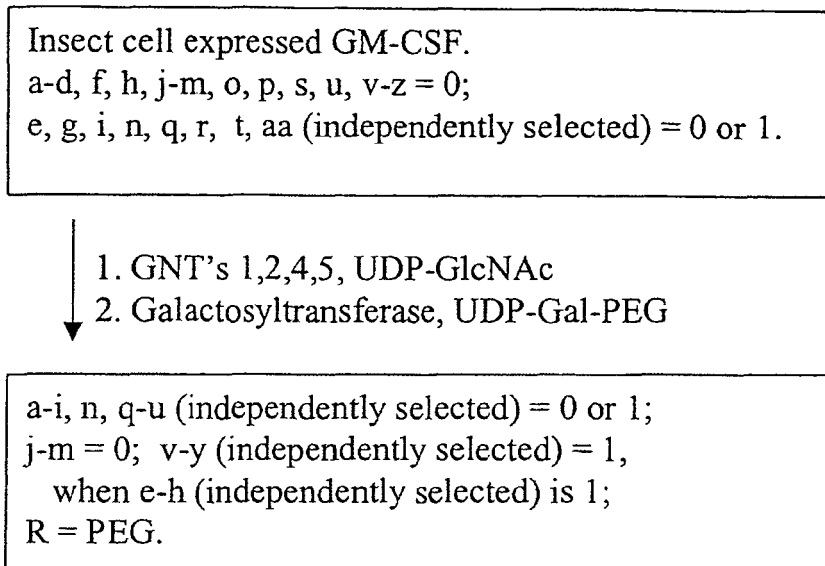 Insect cell expressed GM-CSF.
a-d, f, h, j-m, o, p, s, u, v-z = 0;
e, g, i, n, q, r, t, aa (independently selected) = 0 or 1.
1. GNT's 1,2,4,5, UDP-GlcNAc
2. Galactosyltransferase, UDP-Gal-PEG
a-i, n, q-u (independently selected) = 0 or 1;
j-m = 0; v-y (independently selected) = 1,
when e-h (independently selected) is 1;
R = PEG.